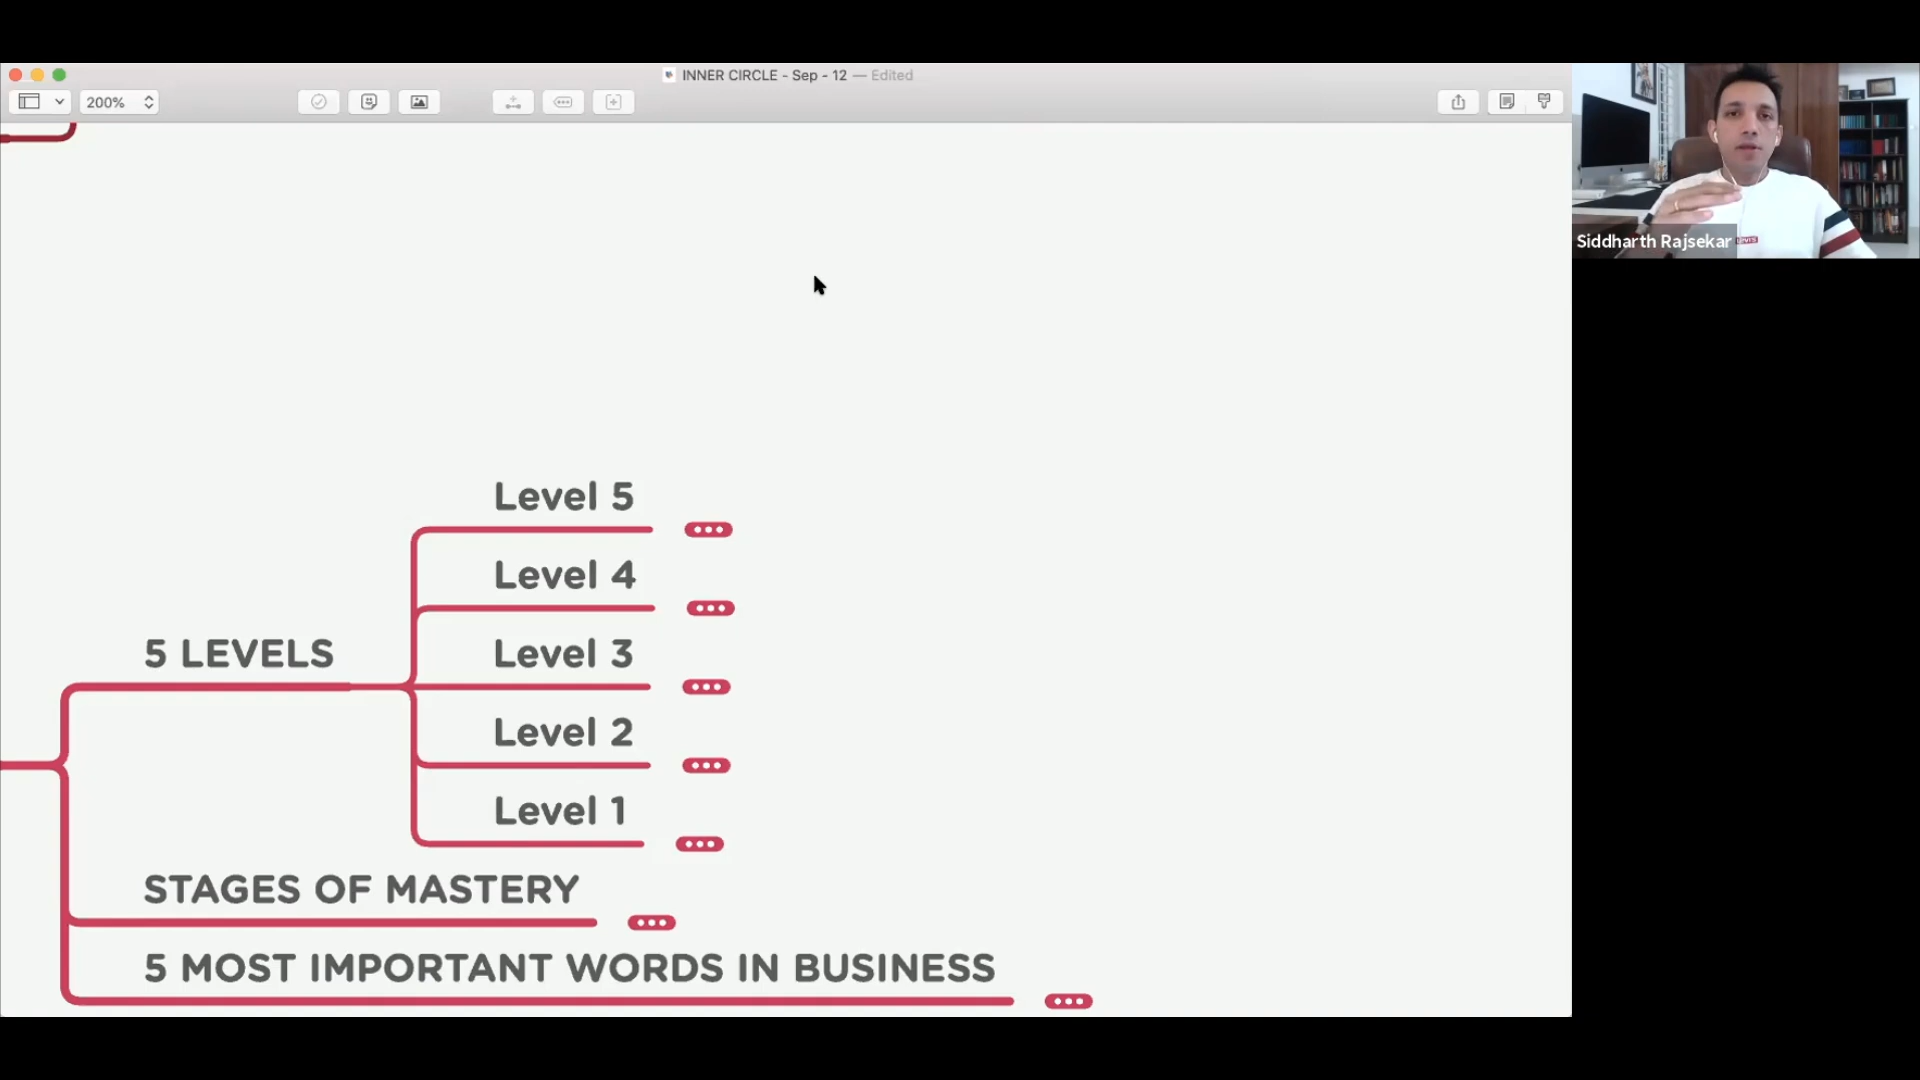 INNER CIRCLE - Sep - 12 — Edited
200%
Level 5
Level 4
5 LEVELS
Level 3
Level 2
Level 1
STAGES OF MASTERY
5 MOST IMPORTANT WORDS IN BUSINESS
Siddharth Rajsekar